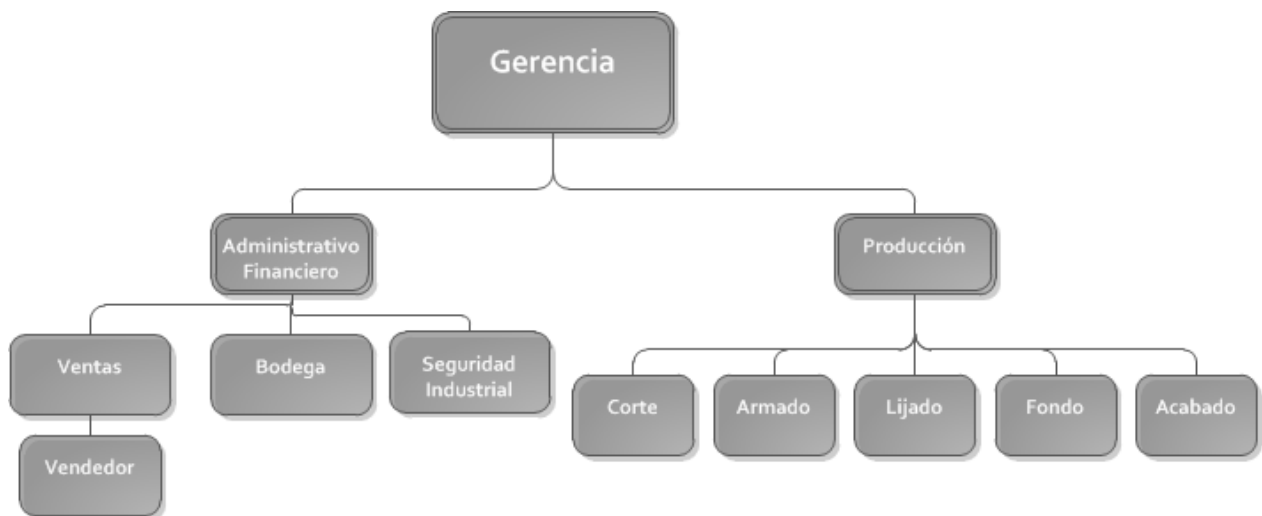 Gerencia
Administrativo
Financiero
Producción
Ventas
Bodega
Seguridad
Industrial
Corte
Armado
Lijado
Fondo
Acabado
Vendedor